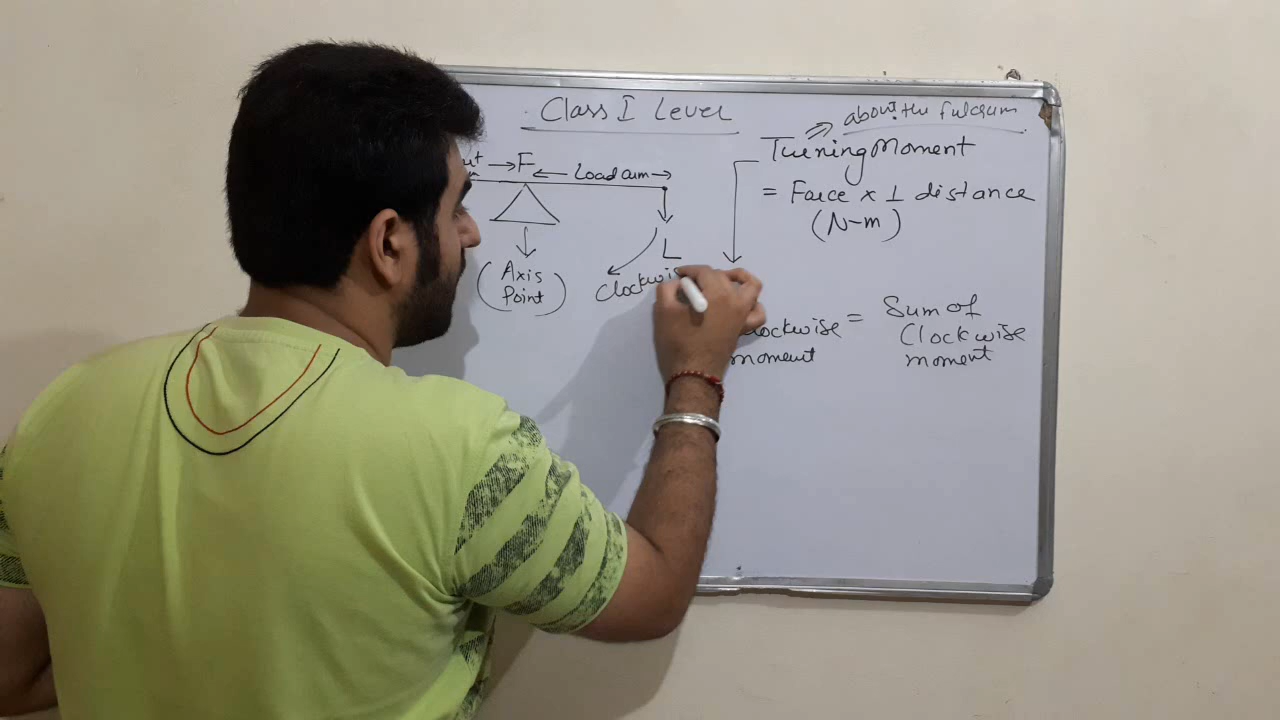 Class I Lever
about the fulcrum
Turning Moment
= Force × ⊥ distance
(N-m)
F
Load arm
L
(Axis
Point)
Clockwi
lockwise
moment
=
Sum of
Clockwise
moment